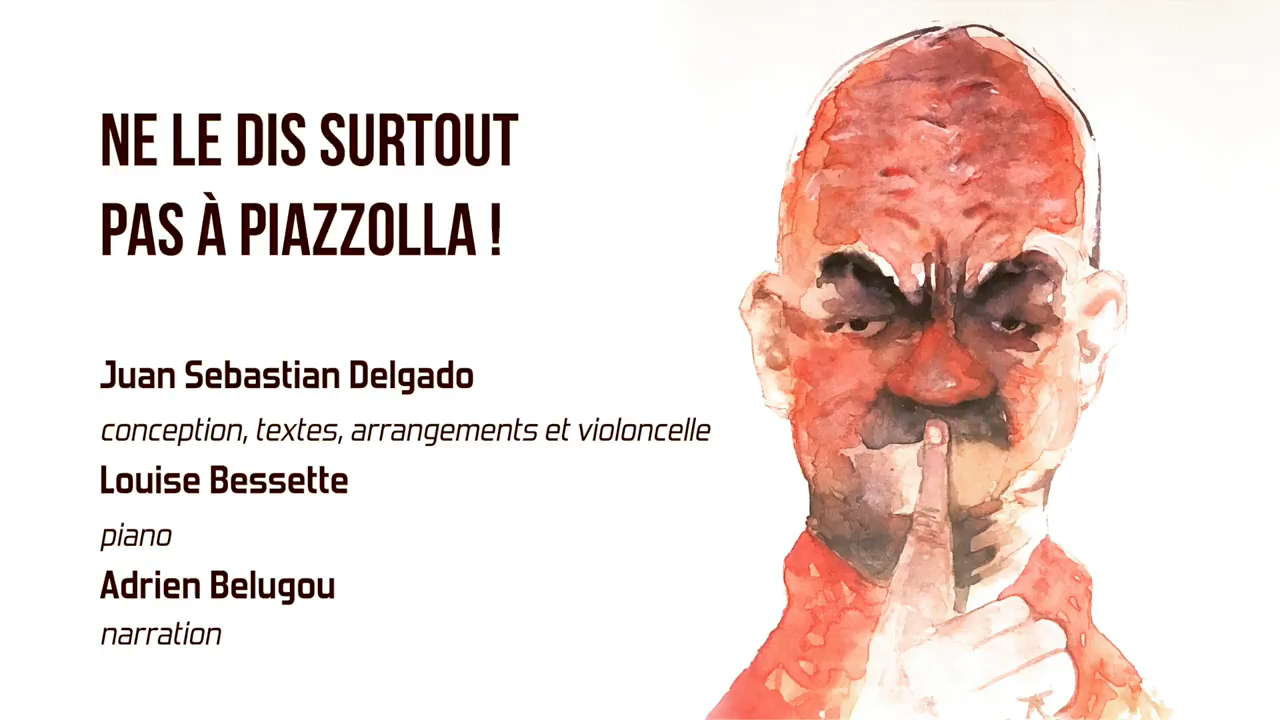 NE LE DIS SURTOUT
PAS À PIAZZOLLA !
Juan Sebastian Delgado
conception, textes, arrangements et violoncelle
Louise Bessette
piano
Adrien Belugou
narration